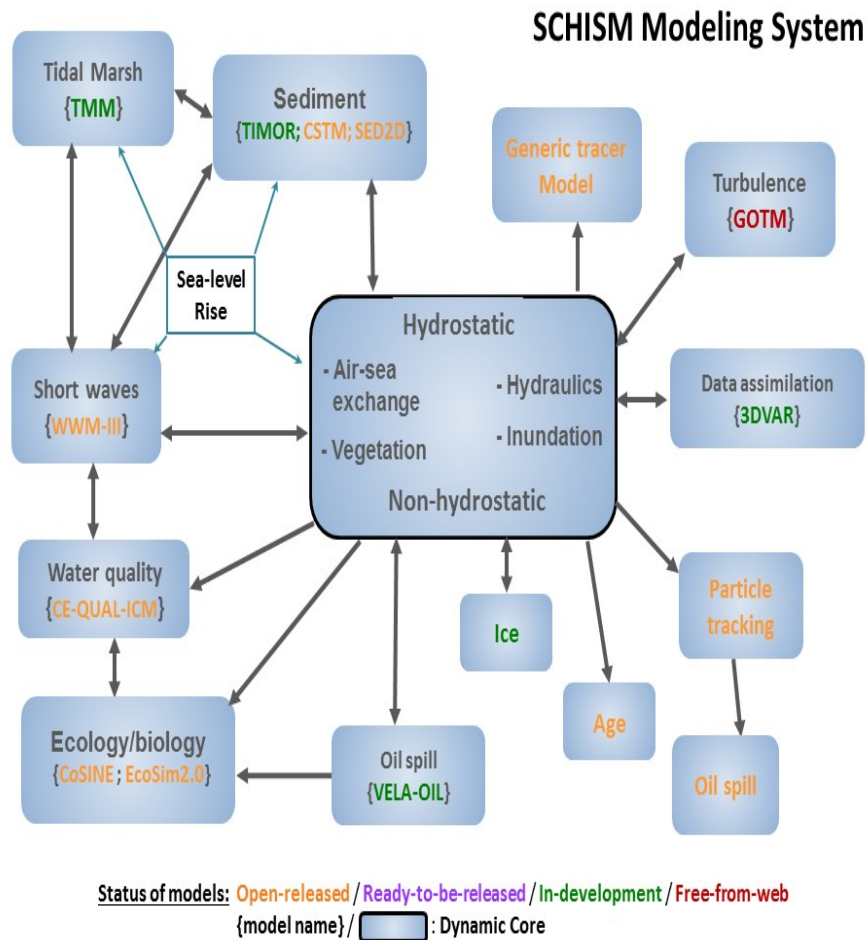 SCHISM Modeling System
Tidal Marsh
{TMM}
Sediment
{TIMOR; CSTM; SED2D}
Generic tracer
Model
Turbulence
{GOTM}
Sea-level
Rise
Hydrostatic
- Air-sea
exchange
- Hydraulics
- Vegetation
- Inundation
Non-hydrostatic
Short waves
{WWM-III}
Data assimilation
{3DVAR}
Water quality
{CE-QUAL-ICM}
Ice
Particle
tracking
Ecology/biology
{CoSINE ; EcoSim2.0}
Oil spill
{VELA-OIL}
Age
Oil spill
Status of models: Open-released / Ready-to-be-released / In-development / Free-from-web
{model name} / : Dynamic Core